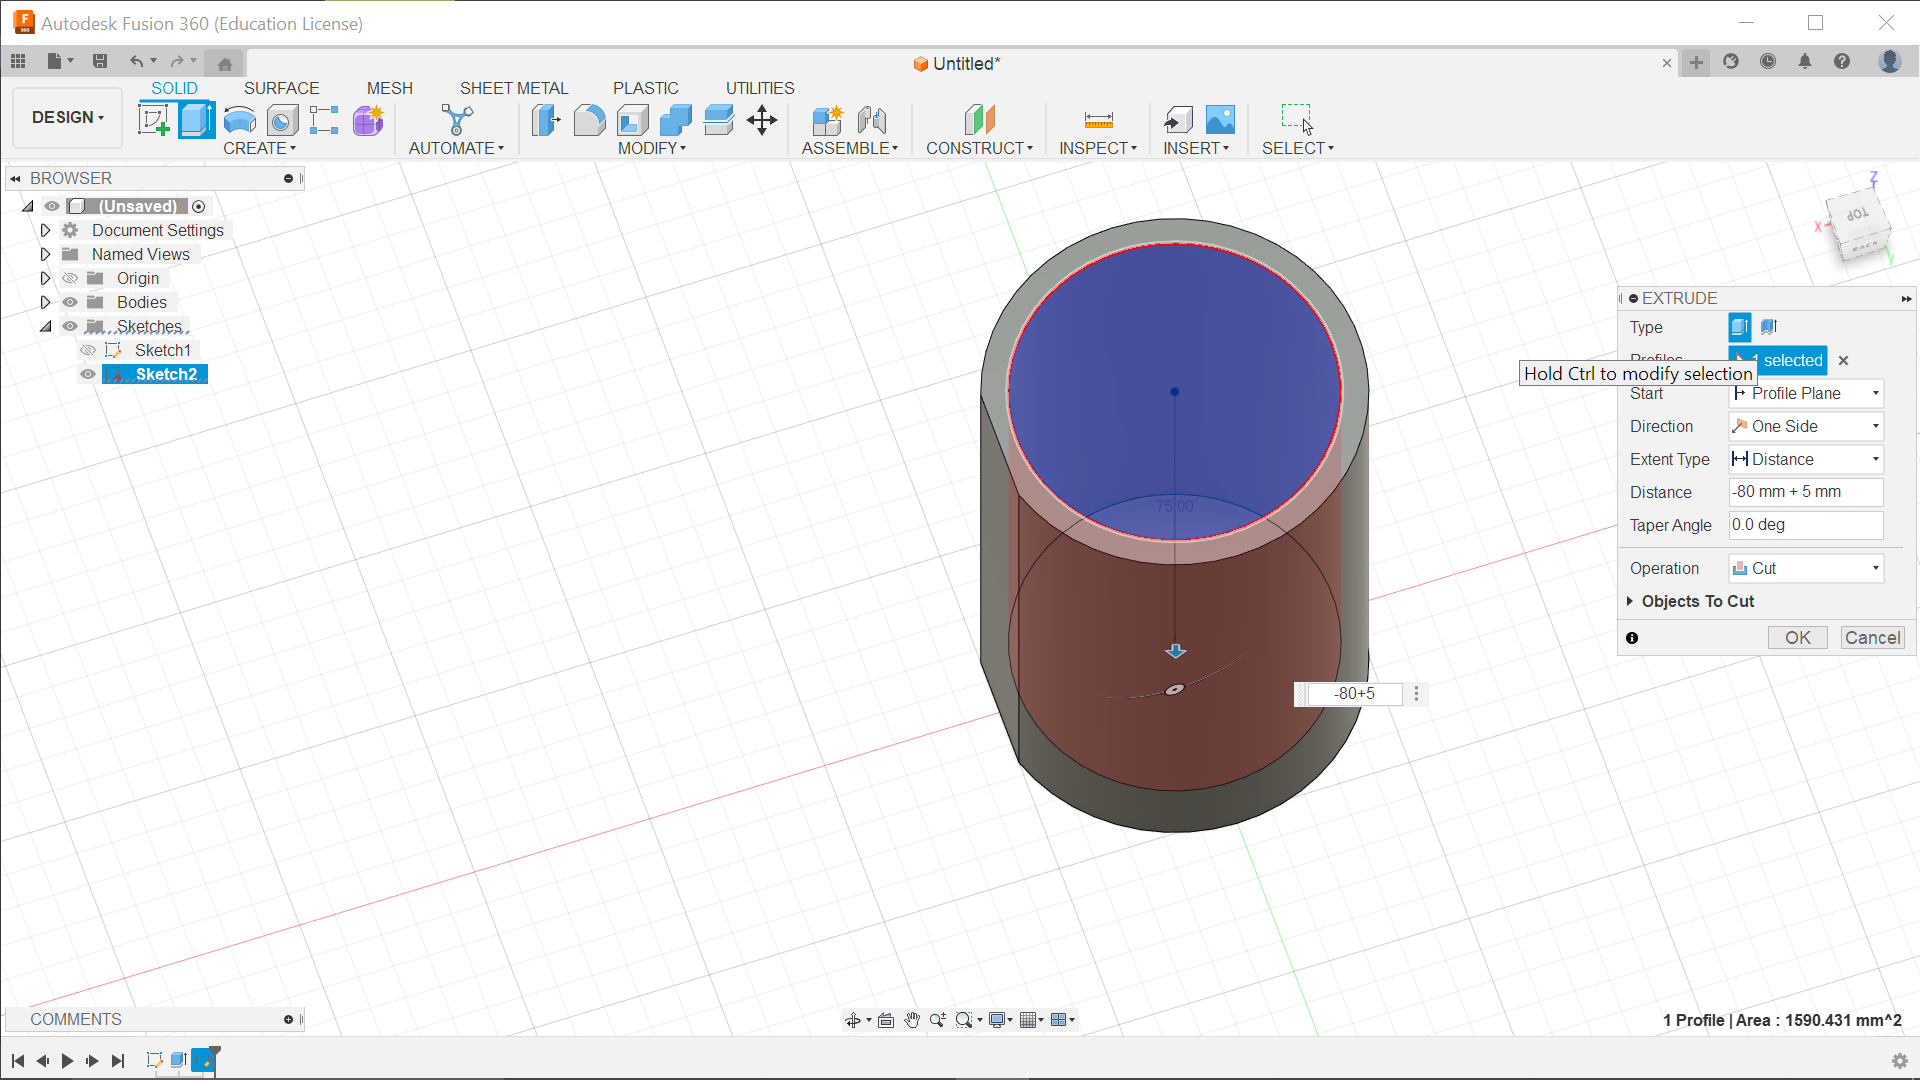 Autodesk Fusion 360 (Education License)
Untitled*
SOLID SURFACE MESH SHEET METAL PLASTIC UTILITIES
DESIGN
CREATE AUTOMATE MODIFY ASSEMBLE CONSTRUCT INSPECT INSERT SELECT
BROWSER
(Unsaved)
Document Settings
Named Views
Origin
Bodies
Sketches
Sketch1
Sketch2
Z
TOP
X
BACK
Y
EXTRUDE
Type
Profiles 1 selected
Hold Ctrl to modify selection
Start Profile Plane
Direction One Side
Extent Type Distance
Distance -80 mm + 5 mm
Taper Angle 0.0 deg
Operation Cut
Objects To Cut
OK Cancel
75.00
-80+5
COMMENTS
1 Profile | Area : 1590.431 mm^2